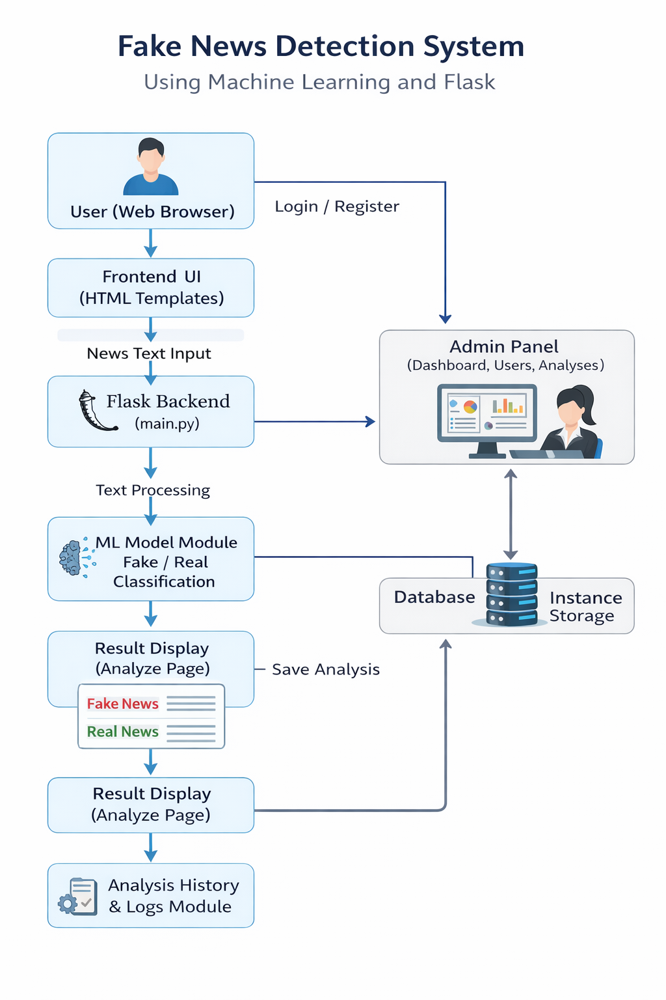 Fake News Detection System
Using Machine Learning and Flask
User (Web Browser)
Login / Register
Frontend UI
(HTML Templates)
News Text Input
Admin Panel
(Dashboard, Users, Analyses)
Flask Backend
(main.py)
Text Processing
ML Model Module
Fake / Real
Classification
Database
Instance
Storage
Result Display
(Analyze Page)
Save Analysis
Fake News
Real News
Result Display
(Analyze Page)
Analysis History
& Logs Module